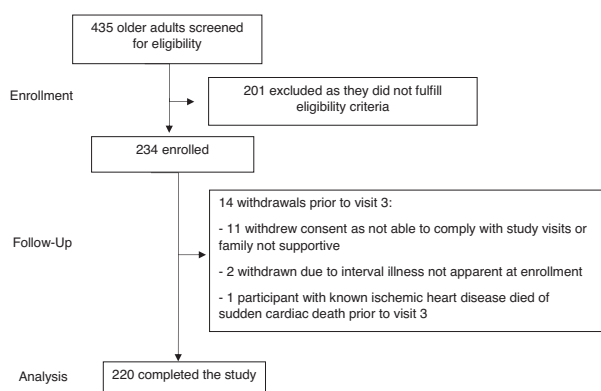 435 older adults screened
for eligibility
Enrollment
201 excluded as they did not fulfill
eligibility criteria
234 enrolled
14 withdrawals prior to visit 3:
- 11 withdrew consent as not able to comply with study visits or
family not supportive
Follow-Up
- 2 withdrawn due to interval illness not apparent at enrollment
- 1 participant with known ischemic heart disease died of
sudden cardiac death prior to visit 3
Analysis
220 completed the study